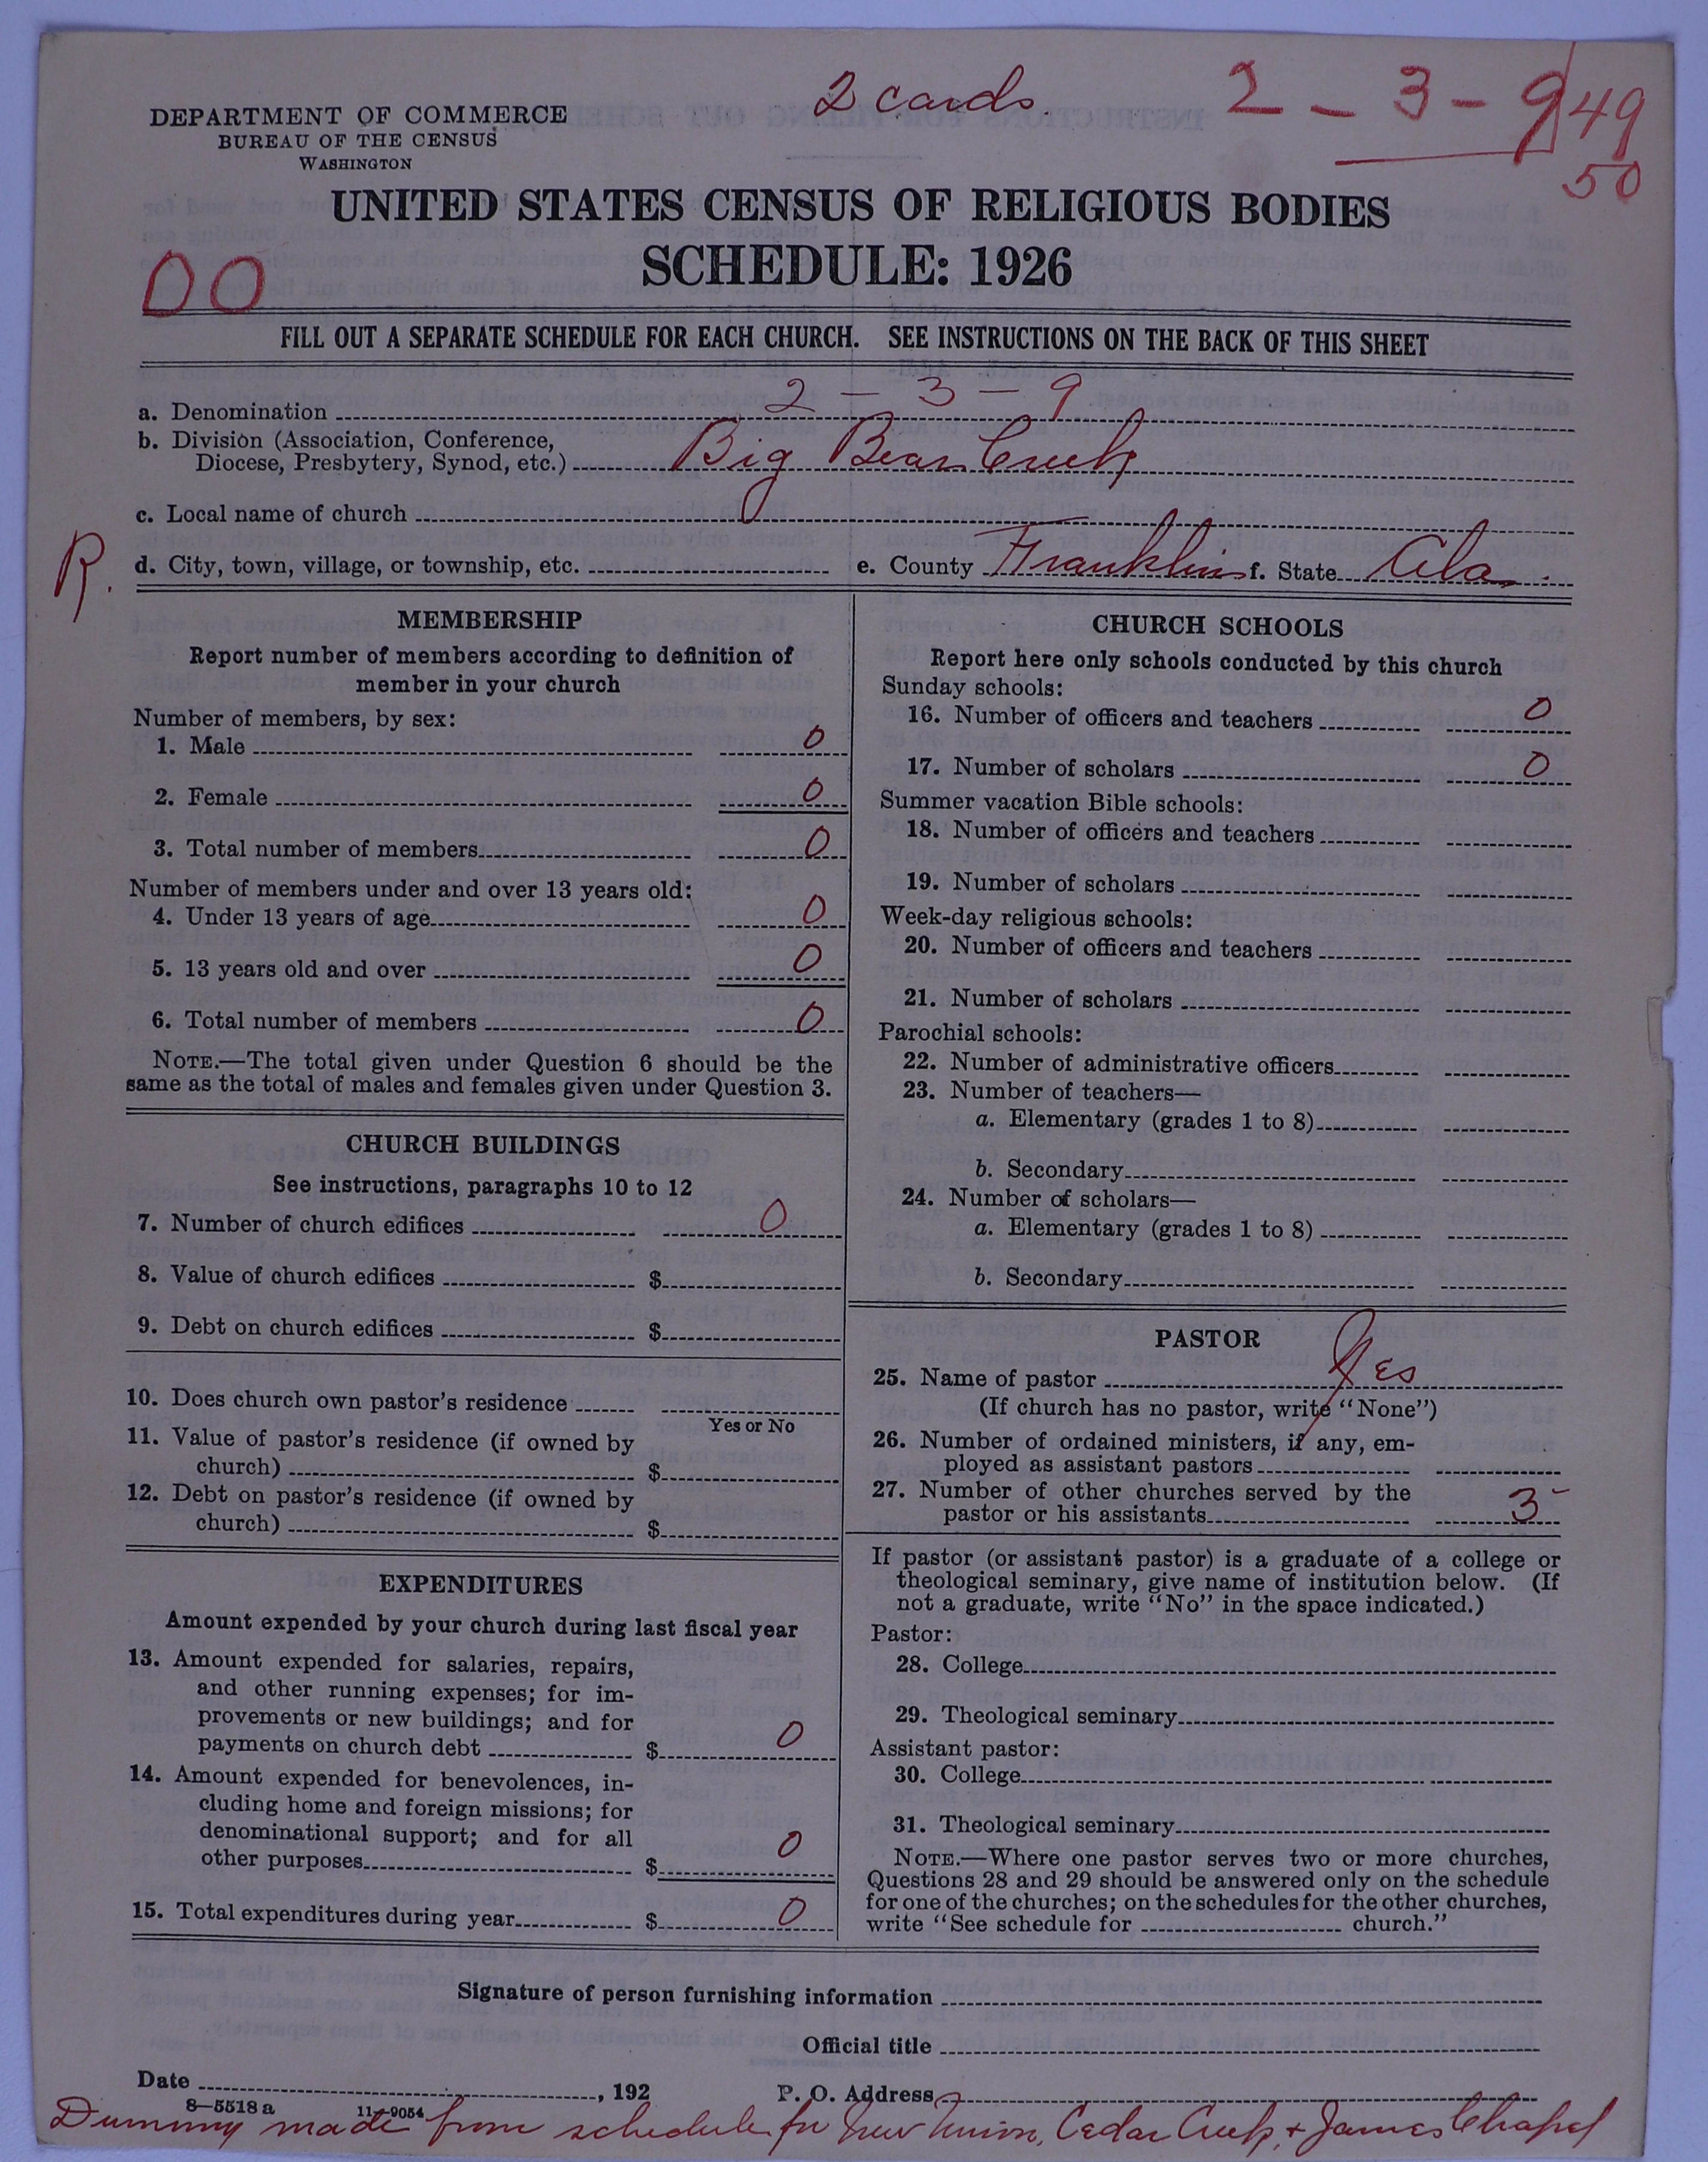 2 cards
2 - 3 - 9
49
50
DEPARTMENT OF COMMERCE
BUREAU OF THE CENSUS
WASHINGTON
UNITED STATES CENSUS OF RELIGIOUS BODIES
SCHEDULE: 1926
00
FILL OUT A SEPARATE SCHEDULE FOR EACH CHURCH. SEE INSTRUCTIONS ON THE BACK OF THIS SHEET
a. Denomination 2 - 3 - 9
b. Division (Association, Conference,
Diocese, Presbytery, Synod, etc.) Big Bear Creek
c. Local name of church
R.
d. City, town, village, or township, etc. e. County Franklin f. State Ala.
MEMBERSHIP
Report number of members according to definition of
member in your church
Number of members, by sex:
1. Male 0
2. Female 0
3. Total number of members 0
Number of members under and over 13 years old:
4. Under 13 years of age 0
5. 13 years old and over 0
6. Total number of members 0
NOTE.—The total given under Question 6 should be the
same as the total of males and females given under Question 3.
CHURCH BUILDINGS
See instructions, paragraphs 10 to 12
7. Number of church edifices 0
8. Value of church edifices $
9. Debt on church edifices $
10. Does church own pastor's residence
Yes or No
11. Value of pastor's residence (if owned by
church) $
12. Debt on pastor's residence (if owned by
church) $
EXPENDITURES
Amount expended by your church during last fiscal year
13. Amount expended for salaries, repairs,
and other running expenses; for im-
provements or new buildings; and for
payments on church debt $ 0
14. Amount expended for benevolences, in-
cluding home and foreign missions; for
denominational support; and for all
other purposes $ 0
15. Total expenditures during year $ 0
CHURCH SCHOOLS
Report here only schools conducted by this church
Sunday schools:
16. Number of officers and teachers 0
17. Number of scholars 0
Summer vacation Bible schools:
18. Number of officers and teachers
19. Number of scholars
Week-day religious schools:
20. Number of officers and teachers
21. Number of scholars
Parochial schools:
22. Number of administrative officers
23. Number of teachers—
a. Elementary (grades 1 to 8)
b. Secondary
24. Number of scholars—
a. Elementary (grades 1 to 8)
b. Secondary
PASTOR
25. Name of pastor Yes
(If church has no pastor, write "None")
26. Number of ordained ministers, if any, em-
ployed as assistant pastors
27. Number of other churches served by the
pastor or his assistants 3
If pastor (or assistant pastor) is a graduate of a college or
theological seminary, give name of institution below. (If
not a graduate, write "No" in the space indicated.)
Pastor:
28. College
29. Theological seminary
Assistant pastor:
30. College
31. Theological seminary
NOTE.—Where one pastor serves two or more churches,
Questions 28 and 29 should be answered only on the schedule
for one of the churches; on the schedules for the other churches,
write "See schedule for church."
Signature of person furnishing information
Official title
Date , 192 P. O. Address
8—5518 a 11—9054
Dummy made from schedule for New Union, Cedar Creek, + James Chapel